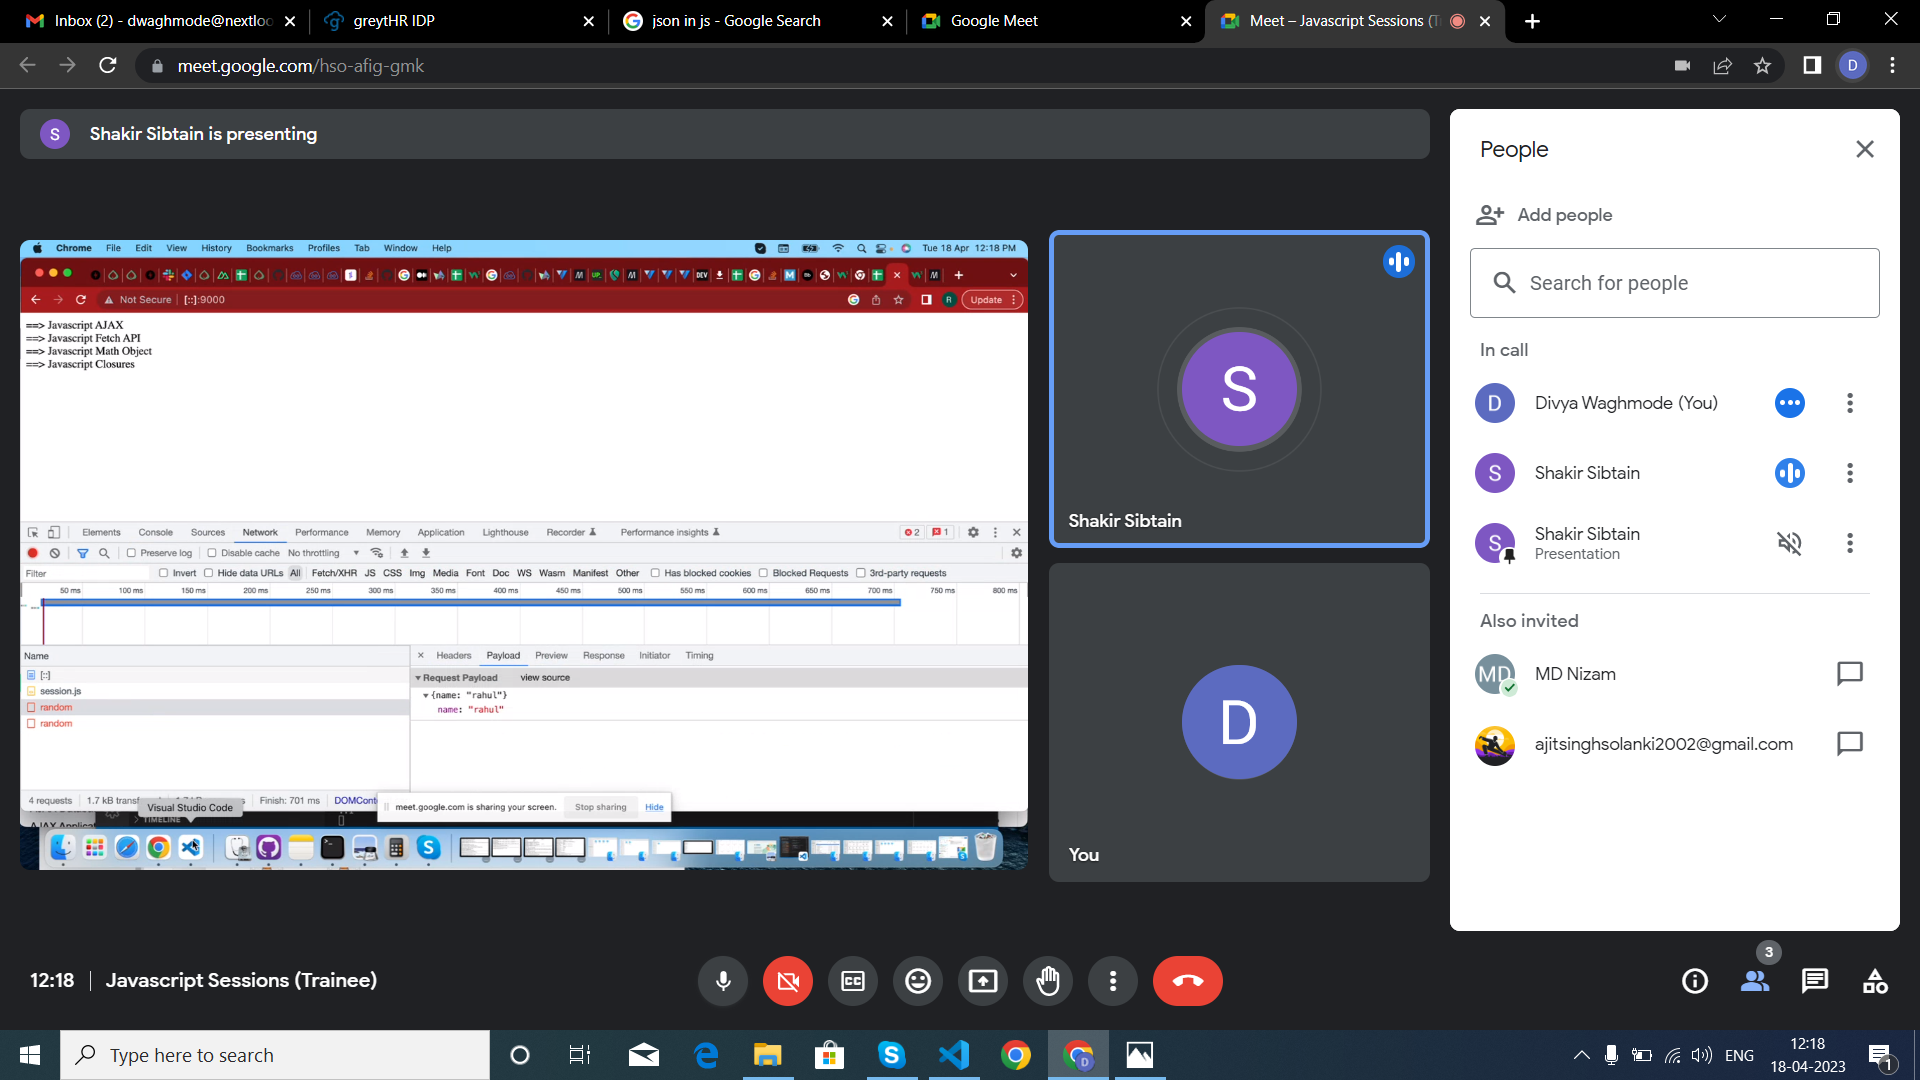 Inbox (2) - dwaghmode@nextloo
greytHR IDP
json in js - Google Search
Google Meet
Meet – Javascript Sessions (T
meet.google.com/hso-afig-gmk
D
S Shakir Sibtain is presenting
Chrome File Edit View History Bookmarks Profiles Tab Window Help Tue 18 Apr 12:18 PM
Not Secure [::]:9000 R Update
==> Javascript AJAX
==> Javascript Fetch API
==> Javascript Math Object
==> Javascript Closures
Elements Console Sources Network Performance Memory Application Lighthouse Recorder Performance insights 2 1
Preserve log Disable cache No throttling
Filter Invert Hide data URLs All Fetch/XHR JS CSS Img Media Font Doc WS Wasm Manifest Other Has blocked cookies Blocked Requests 3rd-party requests
50 ms 100 ms 150 ms 200 ms 250 ms 300 ms 350 ms 400 ms 450 ms 500 ms 550 ms 600 ms 650 ms 700 ms 750 ms 800 ms
Name Headers Payload Preview Response Initiator Timing
[::]
session.js
random
random
Request Payload view source
{name: "rahul"}
name: "rahul"
4 requests 1.7 kB Finish: 701 ms DOMConte
Visual Studio Code
TIMELINE
meet.google.com is sharing your screen. Stop sharing Hide
S
Shakir Sibtain
D
You
People
Add people
Search for people
In call
D Divya Waghmode (You)
S Shakir Sibtain
S Shakir Sibtain
Presentation
Also invited
MD MD Nizam
ajitsinghsolanki2002@gmail.com
12:18 Javascript Sessions (Trainee)
CC
3
Type here to search
ENG
12:18
18-04-2023
1